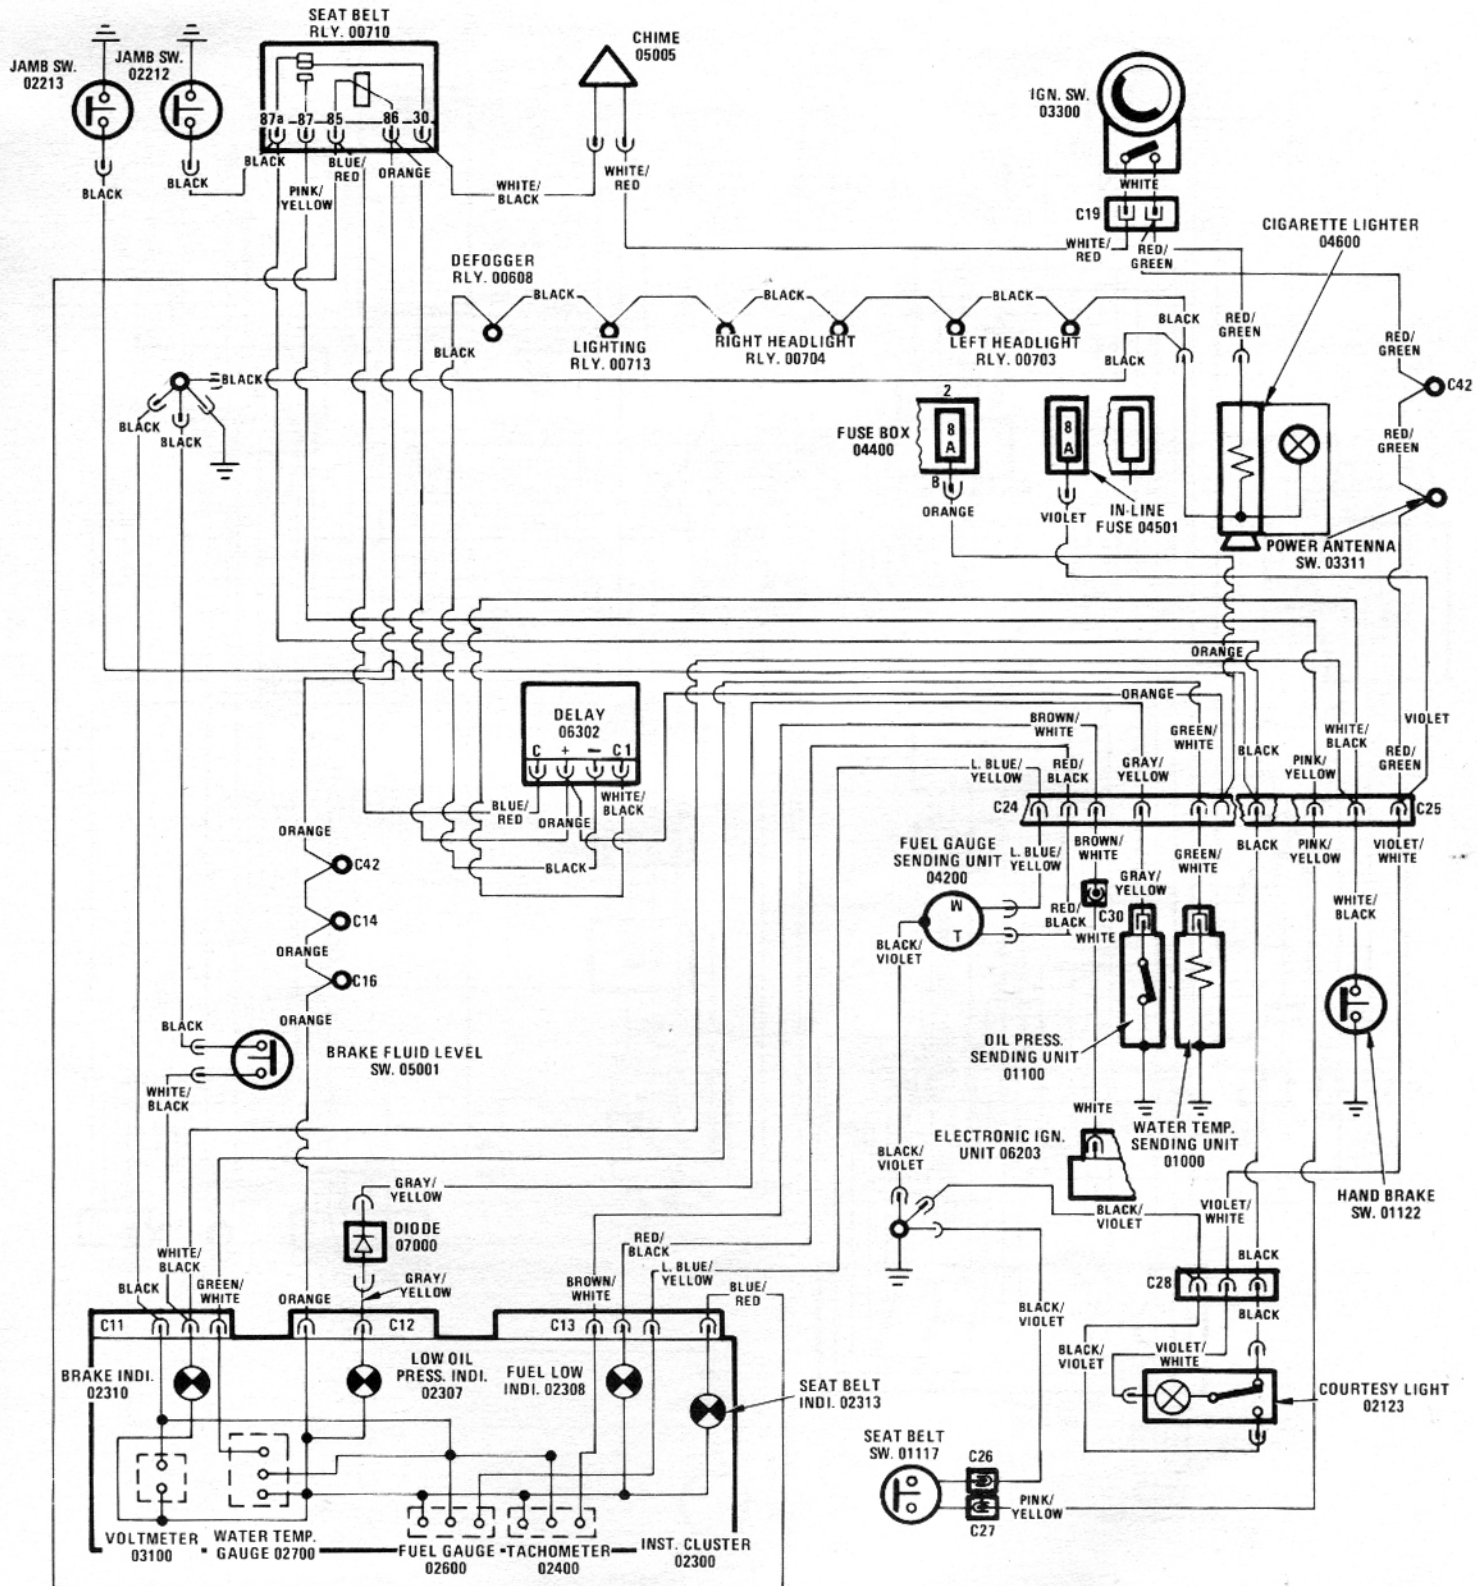 SEAT BELT
RLY. 00710
CHIME
05005
JAMB SW.
02213
JAMB SW.
02212
IGN. SW.
03300
87a 87 85 86 30
BLACK
BLACK
BLACK
PINK/
YELLOW
BLUE/
RED
ORANGE
WHITE/
BLACK
WHITE/
RED
WHITE
C19
WHITE/
RED
RED/
GREEN
CIGARETTE LIGHTER
04600
DEFOGGER
RLY. 00608
BLACK
BLACK
BLACK
BLACK
LIGHTING
RLY. 00713
RIGHT HEADLIGHT
RLY. 00704
LEFT HEADLIGHT
RLY. 00703
BLACK
BLACK
RED/
GREEN
RED/
GREEN
C42
RED/
GREEN
BLACK
BLACK
BLACK
2
8
A
FUSE BOX
04400
B
ORANGE
8
A
VIOLET
IN-LINE
FUSE 04501
POWER ANTENNA
SW. 03311
ORANGE
ORANGE
DELAY
06302
C + — C1
BLUE/
RED
ORANGE
WHITE/
BLACK
BLACK
BROWN/
WHITE
L. BLUE/
YELLOW
RED/
BLACK
GRAY/
YELLOW
GREEN/
WHITE
BLACK
PINK/
YELLOW
WHITE/
BLACK
RED/
GREEN
VIOLET
C24
C25
ORANGE
C42
C14
ORANGE
C16
ORANGE
FUEL GAUGE
SENDING UNIT
04200
M
T
L. BLUE/
YELLOW
BROWN/
WHITE
GRAY/
YELLOW
GREEN/
WHITE
BLACK
PINK/
YELLOW
VIOLET/
WHITE
RED/
BLACK
C30
WHITE
BLACK/
VIOLET
WHITE/
BLACK
BLACK
BRAKE FLUID LEVEL
SW. 05001
WHITE/
BLACK
OIL PRESS.
SENDING UNIT
01100
WHITE
WATER TEMP.
SENDING UNIT
01000
ELECTRONIC IGN.
UNIT 06203
HAND BRAKE
SW. 01122
BLACK/
VIOLET
BLACK/
VIOLET
VIOLET/
WHITE
BLACK
C28
BLACK
GRAY/
YELLOW
DIODE
07000
GRAY/
YELLOW
WHITE/
BLACK
BLACK
GREEN/
WHITE
ORANGE
BROWN/
WHITE
RED/
BLACK
L. BLUE/
YELLOW
BLUE/
RED
C11
C12
C13
BLACK/
VIOLET
BLACK/
VIOLET
VIOLET/
WHITE
COURTESY LIGHT
02123
BRAKE INDI.
02310
LOW OIL
PRESS. INDI.
02307
FUEL LOW
INDI. 02308
SEAT BELT
INDI. 02313
SEAT BELT
SW. 01117
C26
C27
PINK/
YELLOW
VOLTMETER
03100
WATER TEMP.
GAUGE 02700
FUEL GAUGE
02600
TACHOMETER
02400
INST. CLUSTER
02300